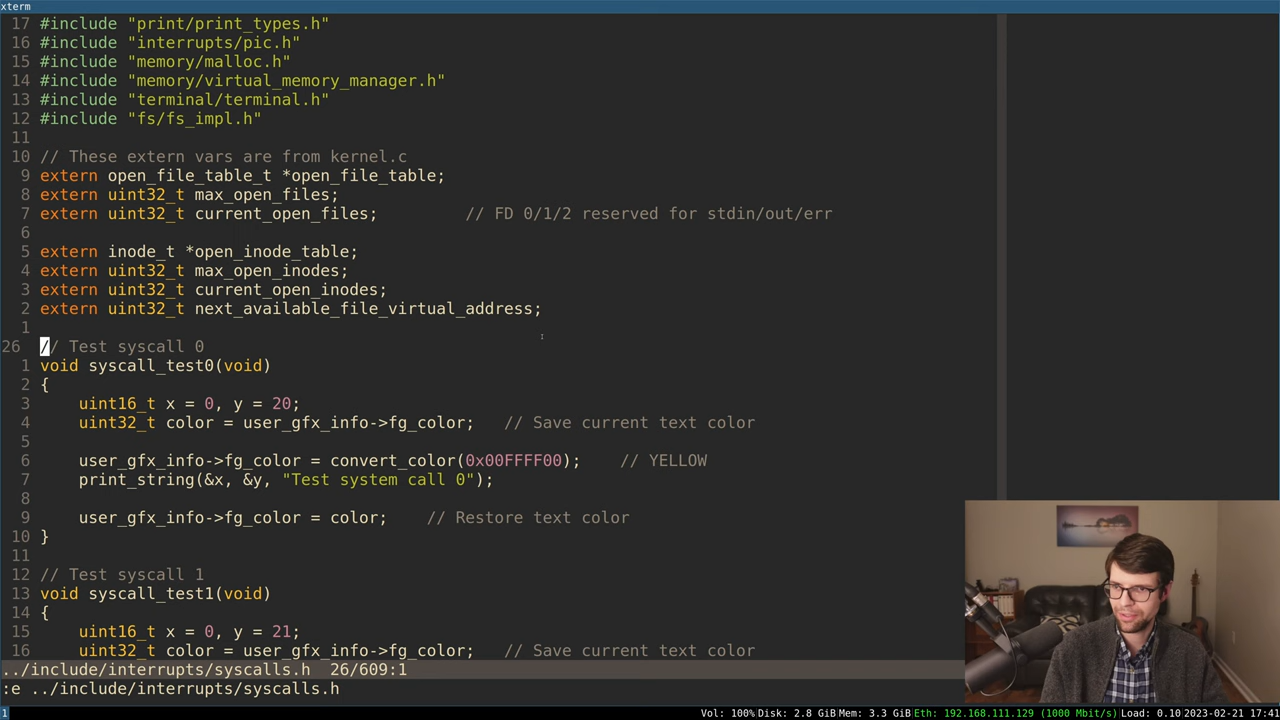 xterm
17 #include "print/print_types.h"
16 #include "interrupts/pic.h"
15 #include "memory/malloc.h"
14 #include "memory/virtual_memory_manager.h"
13 #include "terminal/terminal.h"
12 #include "fs/fs_impl.h"
11
10 // These extern vars are from kernel.c
9 extern open_file_table_t *open_file_table;
8 extern uint32_t max_open_files;
7 extern uint32_t current_open_files;         // FD 0/1/2 reserved for stdin/out/err
6
5 extern inode_t *open_inode_table;
4 extern uint32_t max_open_inodes;
3 extern uint32_t current_open_inodes;
2 extern uint32_t next_available_file_virtual_address;
1
26 // Test syscall 0
1 void syscall_test0(void)
2 {
3     uint16_t x = 0, y = 20;
4     uint32_t color = user_gfx_info->fg_color;   // Save current text color
5
6     user_gfx_info->fg_color = convert_color(0x00FFFF00);    // YELLOW
7     print_string(&x, &y, "Test system call 0");
8
9     user_gfx_info->fg_color = color;    // Restore text color
10 }
11
12 // Test syscall 1
13 void syscall_test1(void)
14 {
15     uint16_t x = 0, y = 21;
16     uint32_t color = user_gfx_info->fg_color;   // Save current text color
../include/interrupts/syscalls.h  26/609:1
:e ../include/interrupts/syscalls.h
1 Vol: 100% Disk: 2.8 GiB Mem: 3.3 GiB Eth: 192.168.111.129 (1000 Mbit/s) Load: 0.10 2023-02-21 17:41